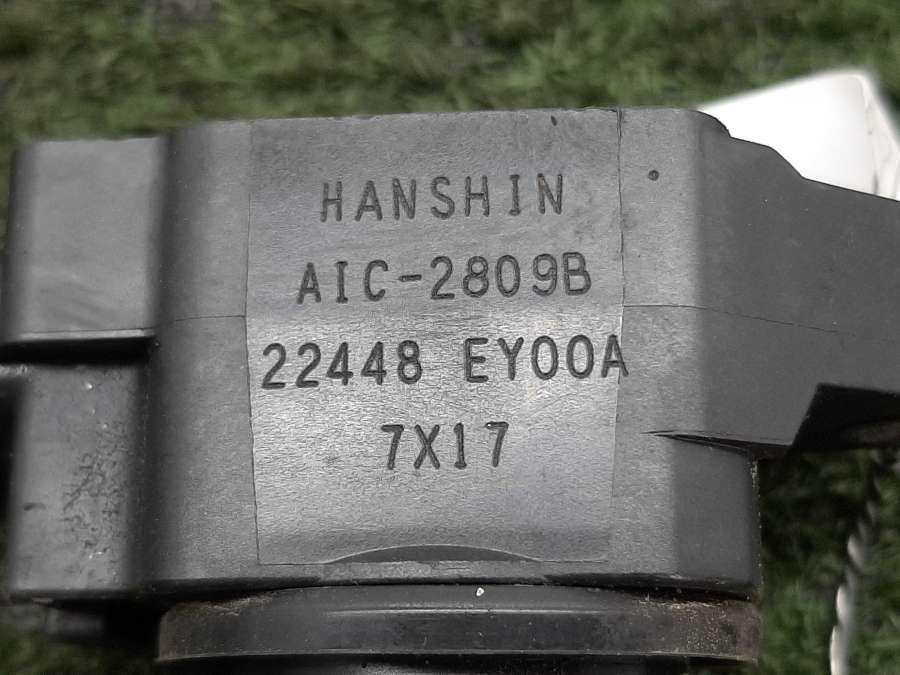 HANSHIN
AIC-2809B
22448 EY00A
7X17